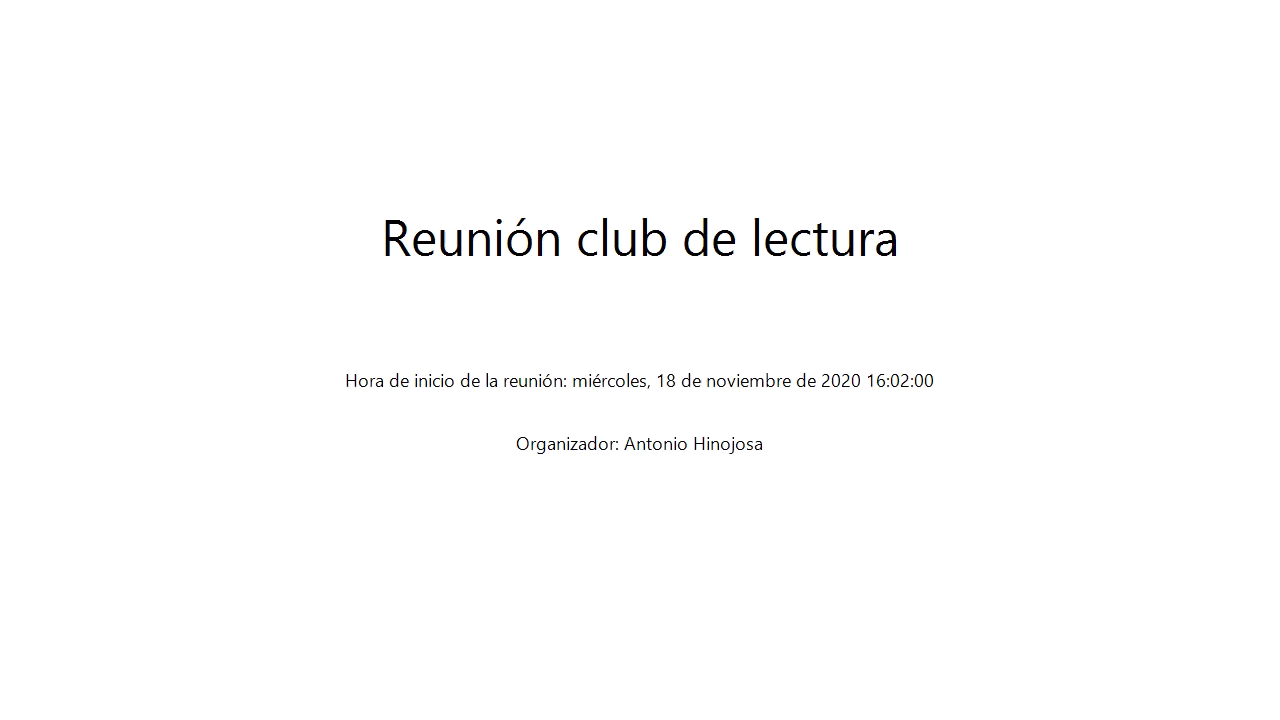 Reunión club de lectura
Hora de inicio de la reunión: miércoles, 18 de noviembre de 2020 16:02:00
Organizador: Antonio Hinojosa